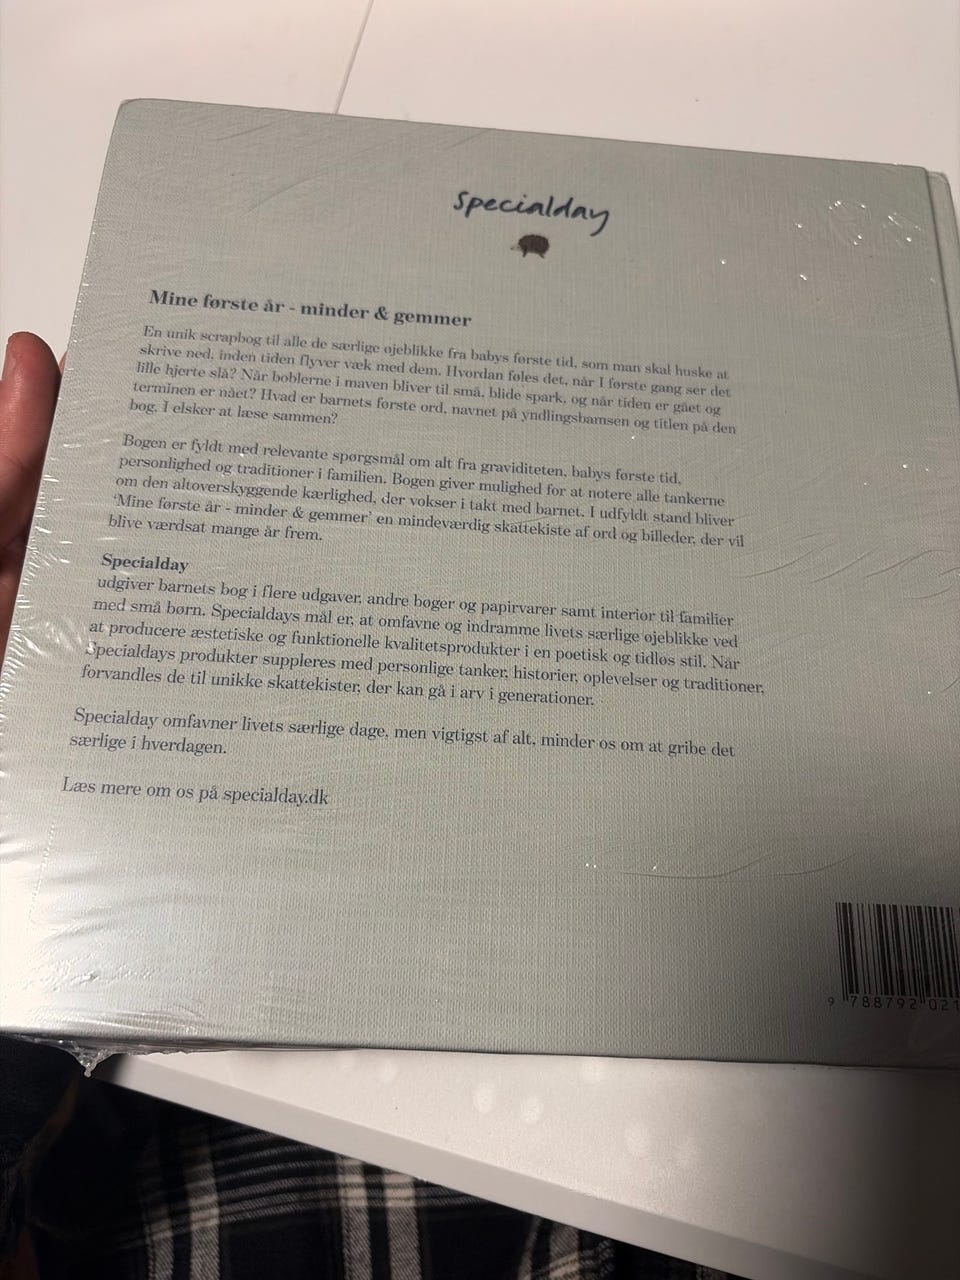 specialday
Mine første år - minder & gemmer
En unik scrapbog til alle de særlige øjeblikke fra babys første tid, som man skal huske at
skrive ned, inden tiden flyver væk med dem. Hvordan føles det, når I første gang ser det
lille hjerte slå? Når boblerne i maven bliver til små, blide spark, og når tiden er gået og
terminen er nået? Hvad er barnets første ord, navnet på yndlingsbamsen og titlen på den
bog, I elsker at læse sammen?
Bogen er fyldt med relevante spørgsmål om alt fra graviditeten, babys første tid,
personlighed og traditioner i familien. Bogen giver mulighed for at notere alle tankerne
om den altoverskyggende kærlighed, der vokser i takt med barnet. I udfyldt stand bliver
'Mine første år - minder & gemmer' en mindeværdig skattekiste af ord og billeder, der vil
blive værdsat mange år frem.
Specialday
udgiver barnets bog i flere udgaver, andre bøger og papirvarer samt interiør til familier
med små børn. Specialdays mål er, at omfavne og indramme livets særlige øjeblikke ved
at producere æstetiske og funktionelle kvalitetsprodukter i en poetisk og tidløs stil. Når
Specialdays produkter suppleres med personlige tanker, historier, oplevelser og traditioner,
forvandles de til unikke skattekister, der kan gå i arv i generationer.
Specialday omfavner livets særlige dage, men vigtigst af alt, minder os om at gribe det
særlige i hverdagen.
Læs mere om os på specialday.dk
9 788792 021